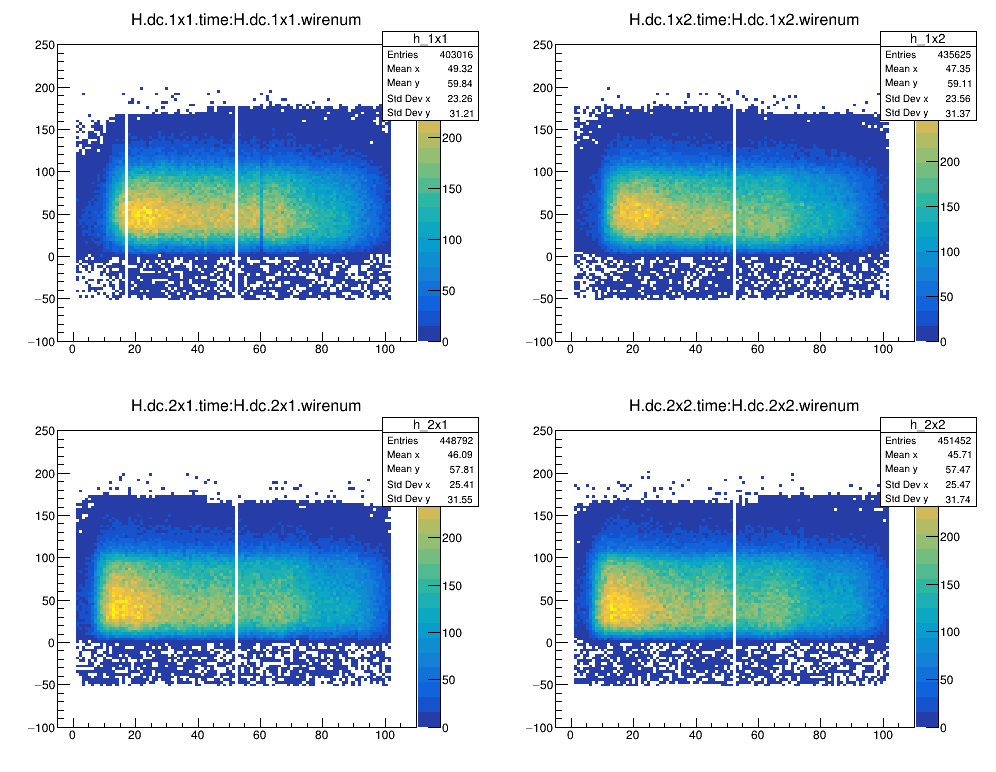 H.dc.1x1.time:H.dc.1x1.wirenum
h_1x1
Entries 403016
Mean x 49.32
Mean y 59.84
Std Dev x 23.26
Std Dev y 31.21
250
200
150
100
50
0
−50
−100
0 20 40 60 80 100
200
150
100
50
0
H.dc.1x2.time:H.dc.1x2.wirenum
h_1x2
Entries 435625
Mean x 47.35
Mean y 59.11
Std Dev x 23.56
Std Dev y 31.37
250
200
150
100
50
0
−50
−100
0 20 40 60 80 100
200
150
100
50
0
H.dc.2x1.time:H.dc.2x1.wirenum
h_2x1
Entries 448792
Mean x 46.09
Mean y 57.81
Std Dev x 25.41
Std Dev y 31.55
250
200
150
100
50
0
−50
−100
0 20 40 60 80 100
200
150
100
50
0
H.dc.2x2.time:H.dc.2x2.wirenum
h_2x2
Entries 451452
Mean x 45.71
Mean y 57.47
Std Dev x 25.47
Std Dev y 31.74
250
200
150
100
50
0
−50
−100
0 20 40 60 80 100
200
150
100
50
0